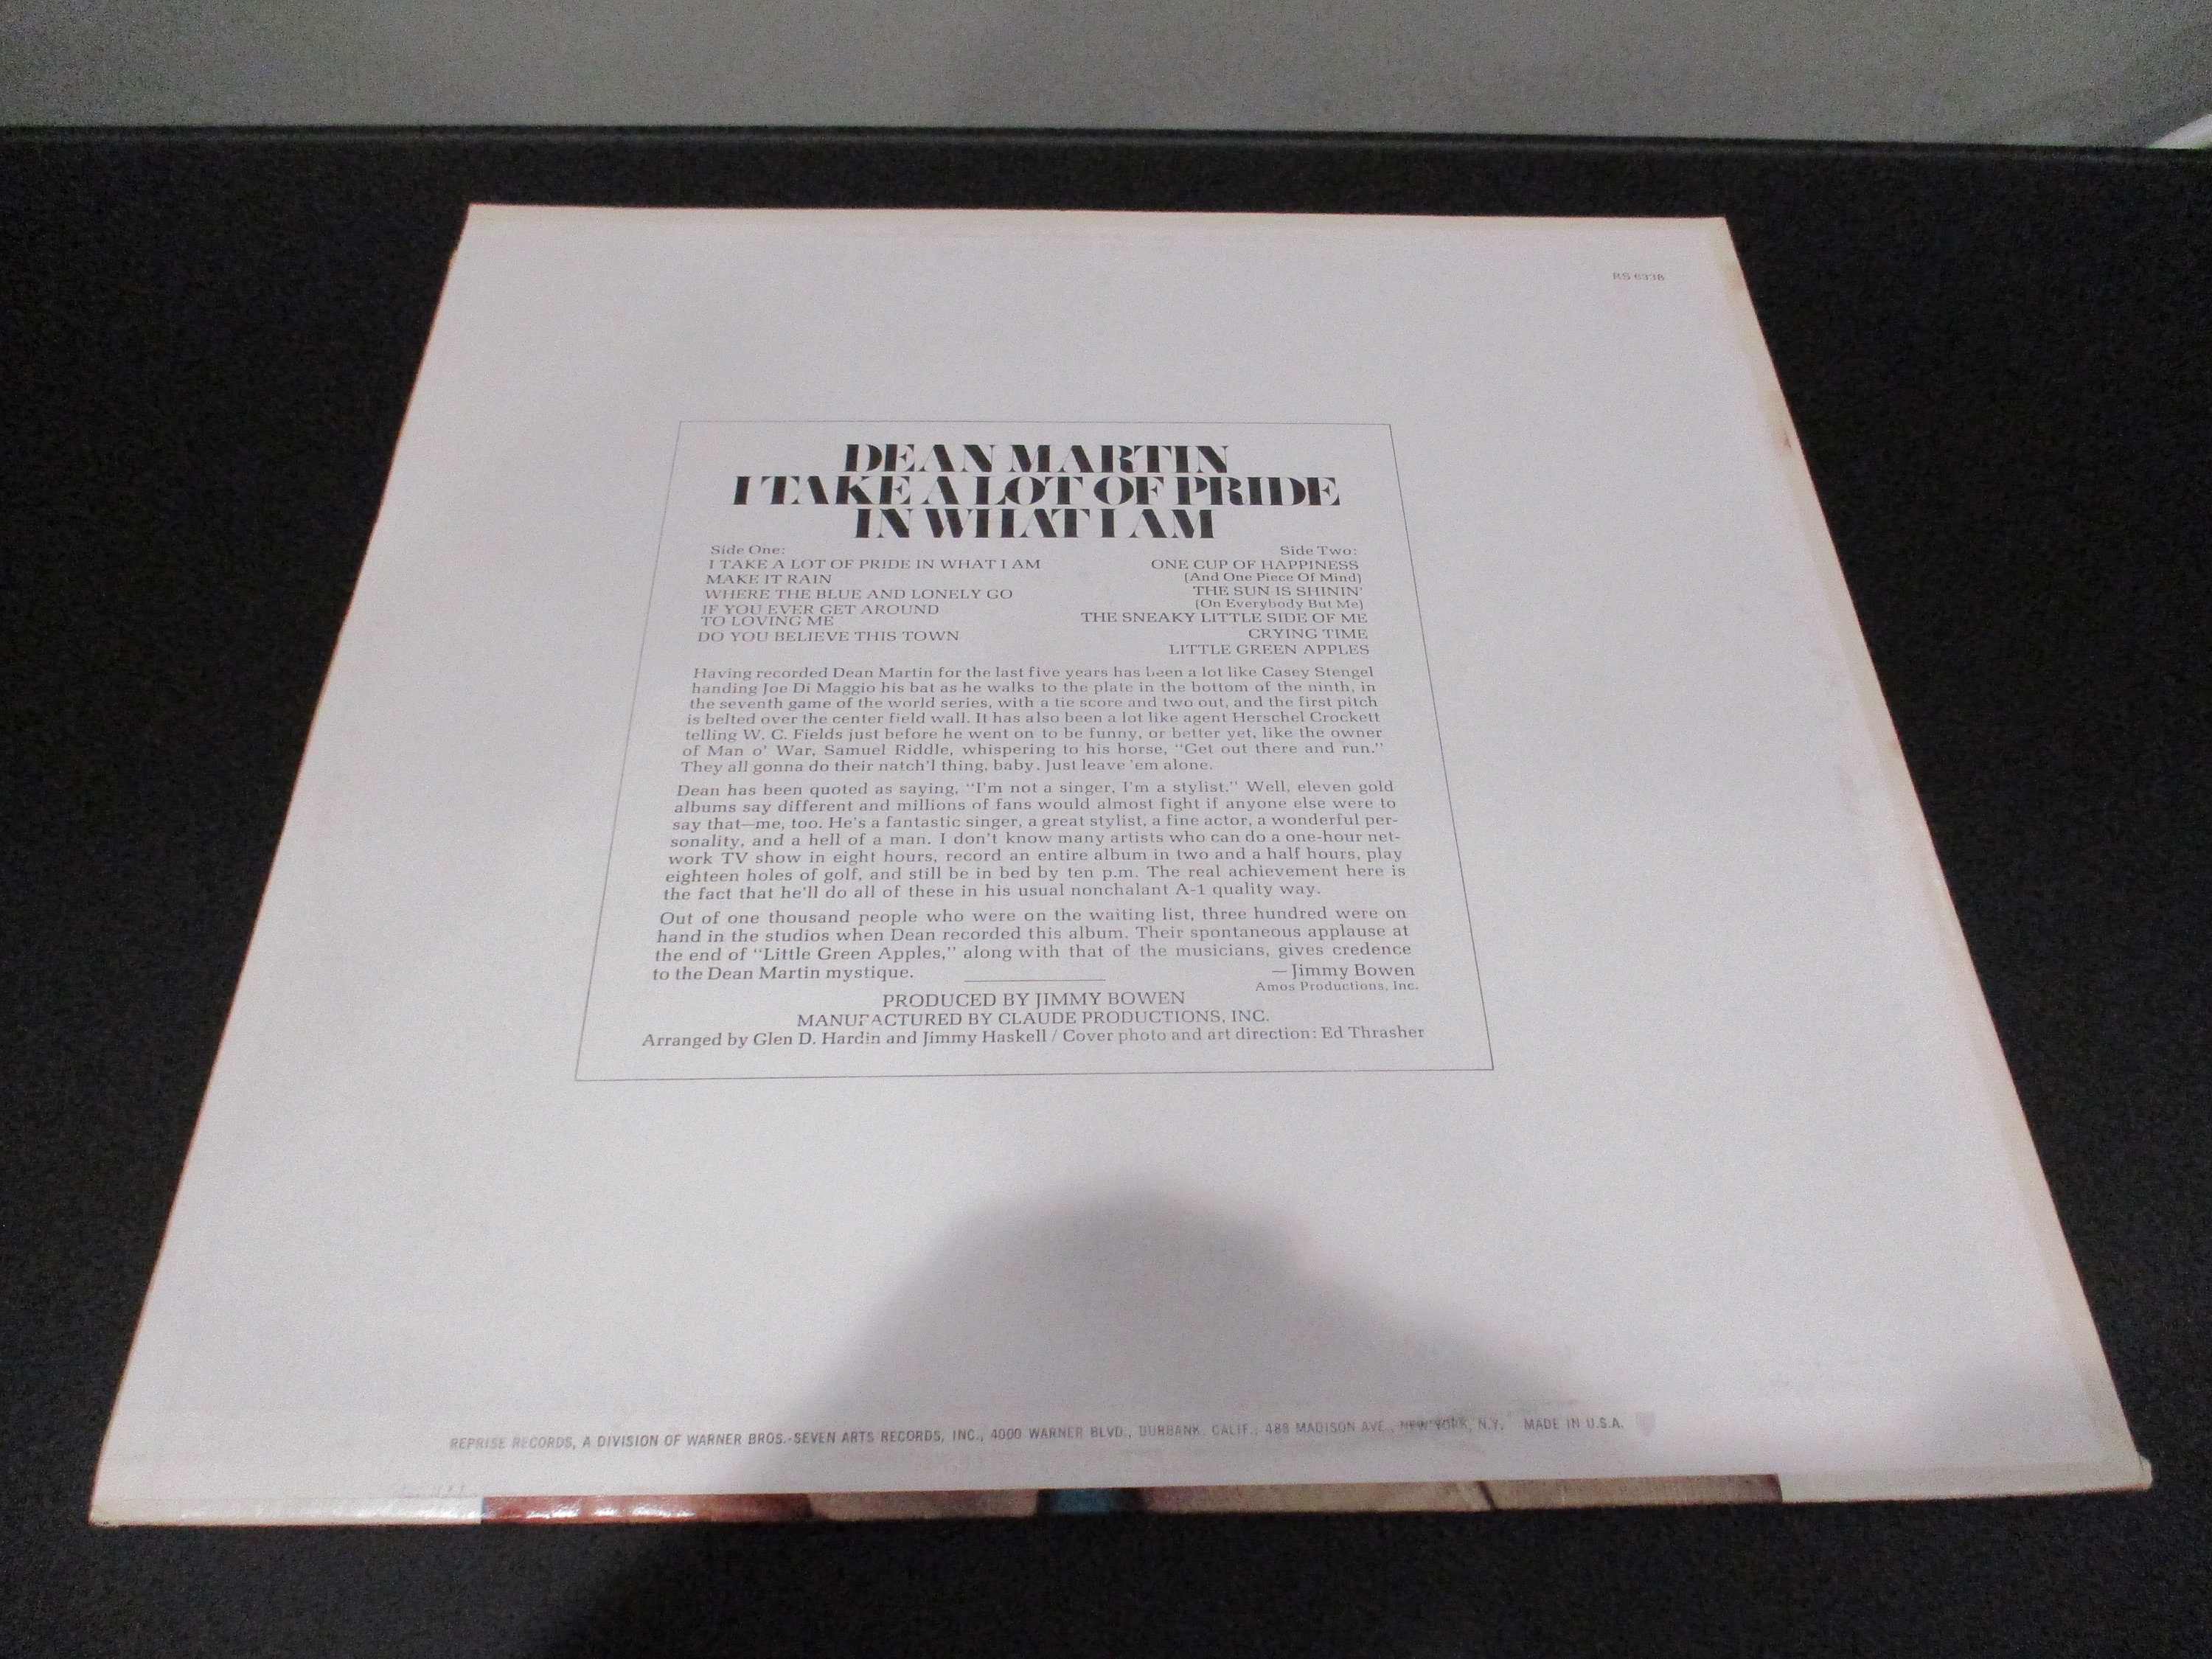 RS 6338
DEAN MARTIN
I TAKE A LOT OF PRIDE
IN WHAT I AM
Side One:
I TAKE A LOT OF PRIDE IN WHAT I AM
MAKE IT RAIN
WHERE THE BLUE AND LONELY GO
IF YOU EVER GET AROUND
TO LOVING ME
DO YOU BELIEVE THIS TOWN
Side Two:
ONE CUP OF HAPPINESS
(And One Piece Of Mind)
THE SUN IS SHININ'
(On Everybody But Me)
THE SNEAKY LITTLE SIDE OF ME
CRYING TIME
LITTLE GREEN APPLES
Having recorded Dean Martin for the last five years has been a lot like Casey Stengel
handing Joe Di Maggio his bat as he walks to the plate in the bottom of the ninth, in
the seventh game of the world series, with a tie score and two out, and the first pitch
is belted over the center field wall. It has also been a lot like agent Herschel Crockett
telling W. C. Fields just before he went on to be funny, or better yet, like the owner
of Man o' War, Samuel Riddle, whispering to his horse, "Get out there and run."
They all gonna do their natch'l thing, baby. Just leave 'em alone.
Dean has been quoted as saying, "I'm not a singer, I'm a stylist." Well, eleven gold
albums say different and millions of fans would almost fight if anyone else were to
say that—me, too. He's a fantastic singer, a great stylist, a fine actor, a wonderful per-
sonality, and a hell of a man. I don't know many artists who can do a one-hour net-
work TV show in eight hours, record an entire album in two and a half hours, play
eighteen holes of golf, and still be in bed by ten p.m. The real achievement here is
the fact that he'll do all of these in his usual nonchalant A-1 quality way.
Out of one thousand people who were on the waiting list, three hundred were on
hand in the studios when Dean recorded this album. Their spontaneous applause at
the end of "Little Green Apples," along with that of the musicians, gives credence
to the Dean Martin mystique.
— Jimmy Bowen
Amos Productions, Inc.
PRODUCED BY JIMMY BOWEN
MANUFACTURED BY CLAUDE PRODUCTIONS, INC.
Arranged by Glen D. Hardin and Jimmy Haskell / Cover photo and art direction: Ed Thrasher
REPRISE RECORDS, A DIVISION OF WARNER BROS.-SEVEN ARTS RECORDS, INC., 4000 WARNER BLVD., BURBANK, CALIF.; 488 MADISON AVE., NEW YORK, N.Y. MADE IN U.S.A.